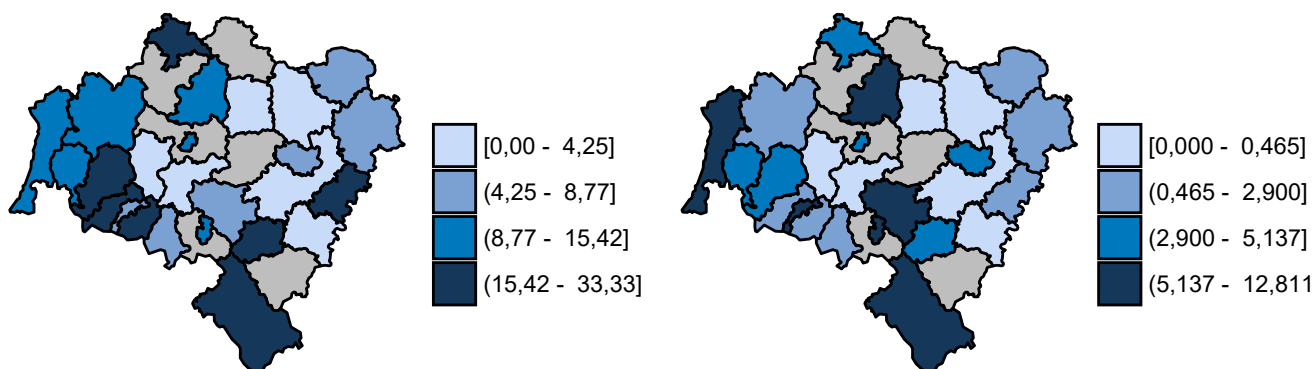 [0,00 - 4,25]
(4,25 - 8,77]
(8,77 - 15,42]
(15,42 - 33,33]
[0,000 - 0,465]
(0,465 - 2,900]
(2,900 - 5,137]
(5,137 - 12,811